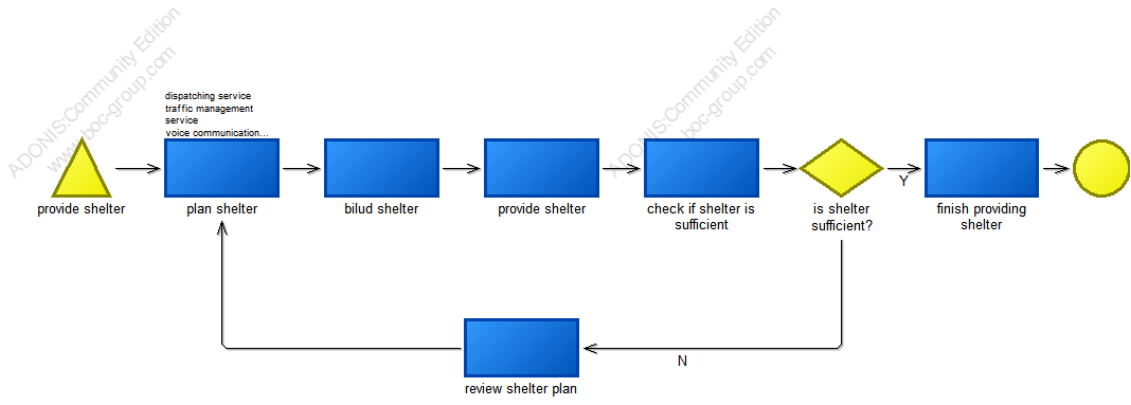 ADONIS:Community Edition
www.boc-group.com
ADONIS:Community Edition
boc-group.com
dispatching service
traffic management
service
voice communication...
provide shelter
plan shelter
bilud shelter
provide shelter
check if shelter is
sufficient
is shelter
sufficient?
Y
finish providing
shelter
N
review shelter plan